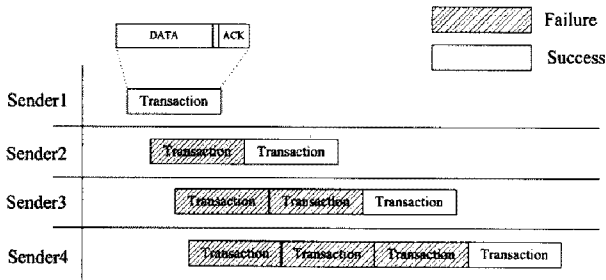 Failure
DATA ACK
Success
Sender1 Transaction
Sender2 Transaction Transaction
Sender3 Transaction Transaction Transaction
Sender4 Transaction Transaction Transaction Transaction